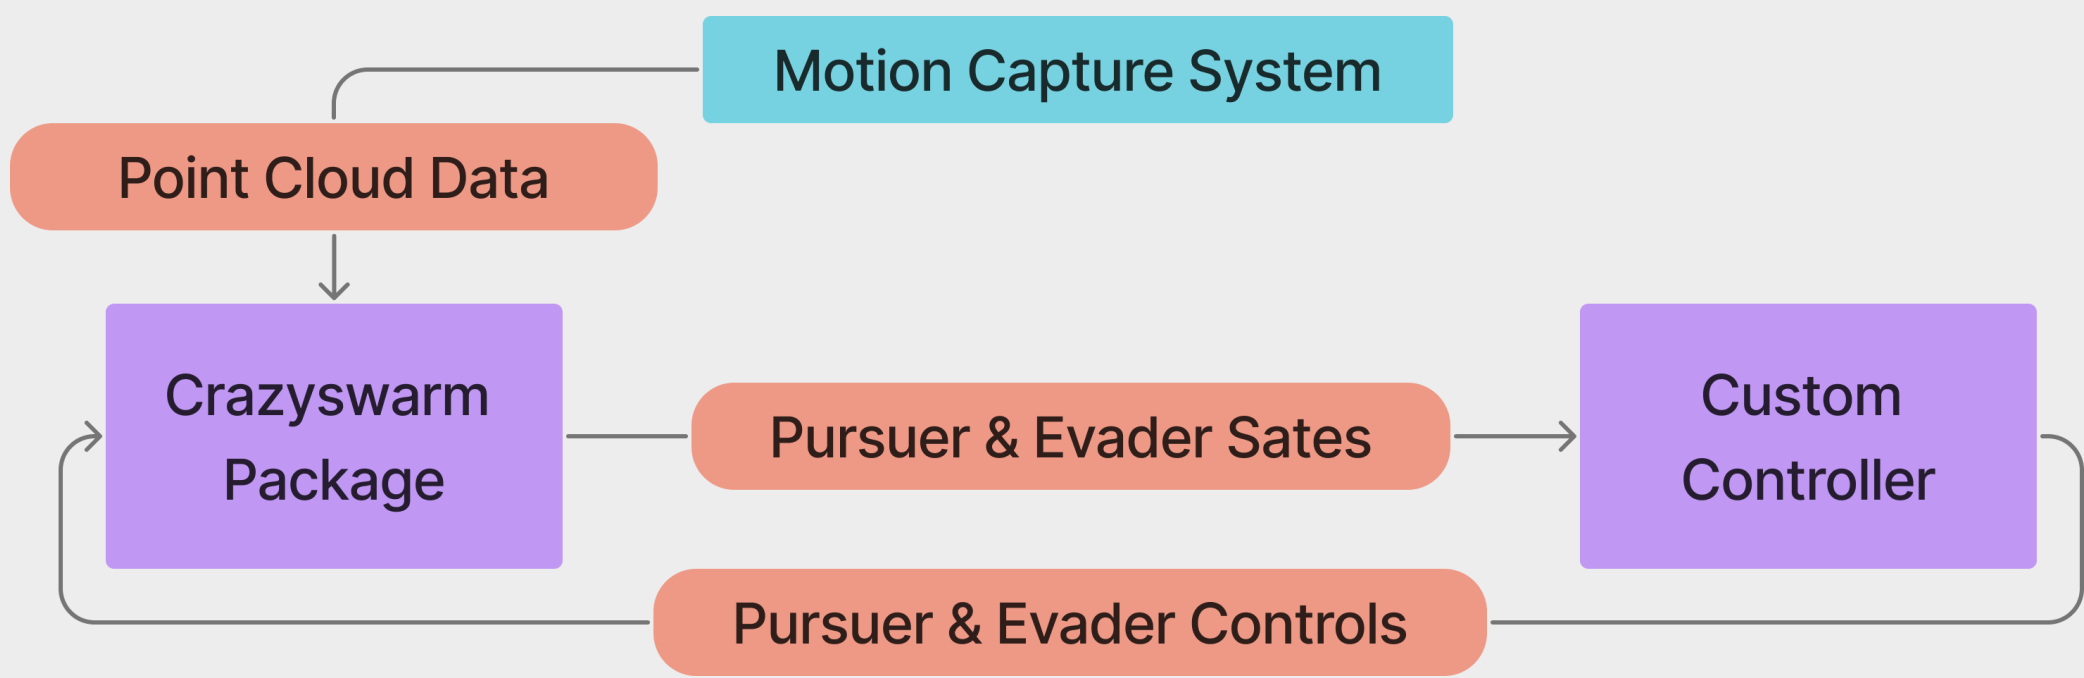 Motion Capture System
Point Cloud Data
Crazyswarm
Package
Pursuer & Evader Sates
Custom
Controller
Pursuer & Evader Controls